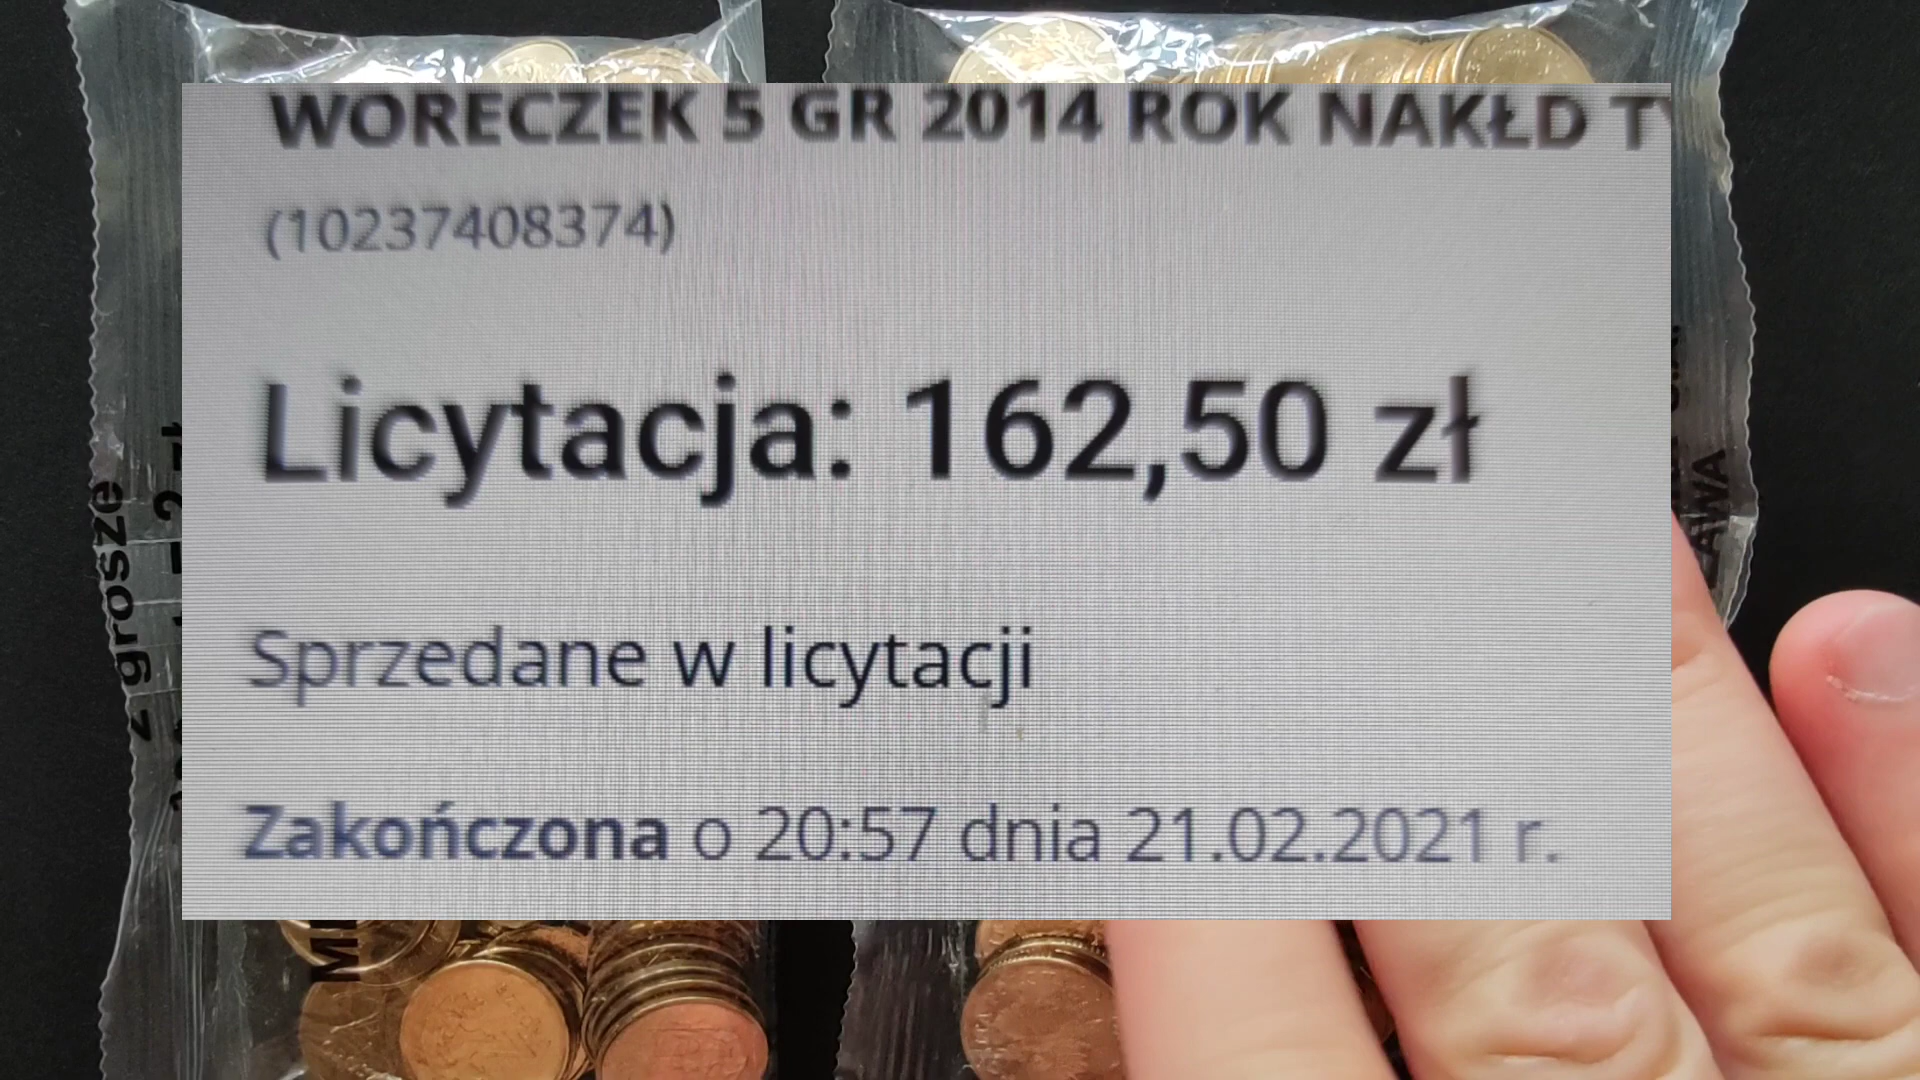 WORECZEK 5 GR 2014 ROK NAKŁD T
(10237408374)
Licytacja: 162,50 zł
Sprzedane w licytacji
Zakończona o 20:57 dnia 21.02.2021 r.
z grosze